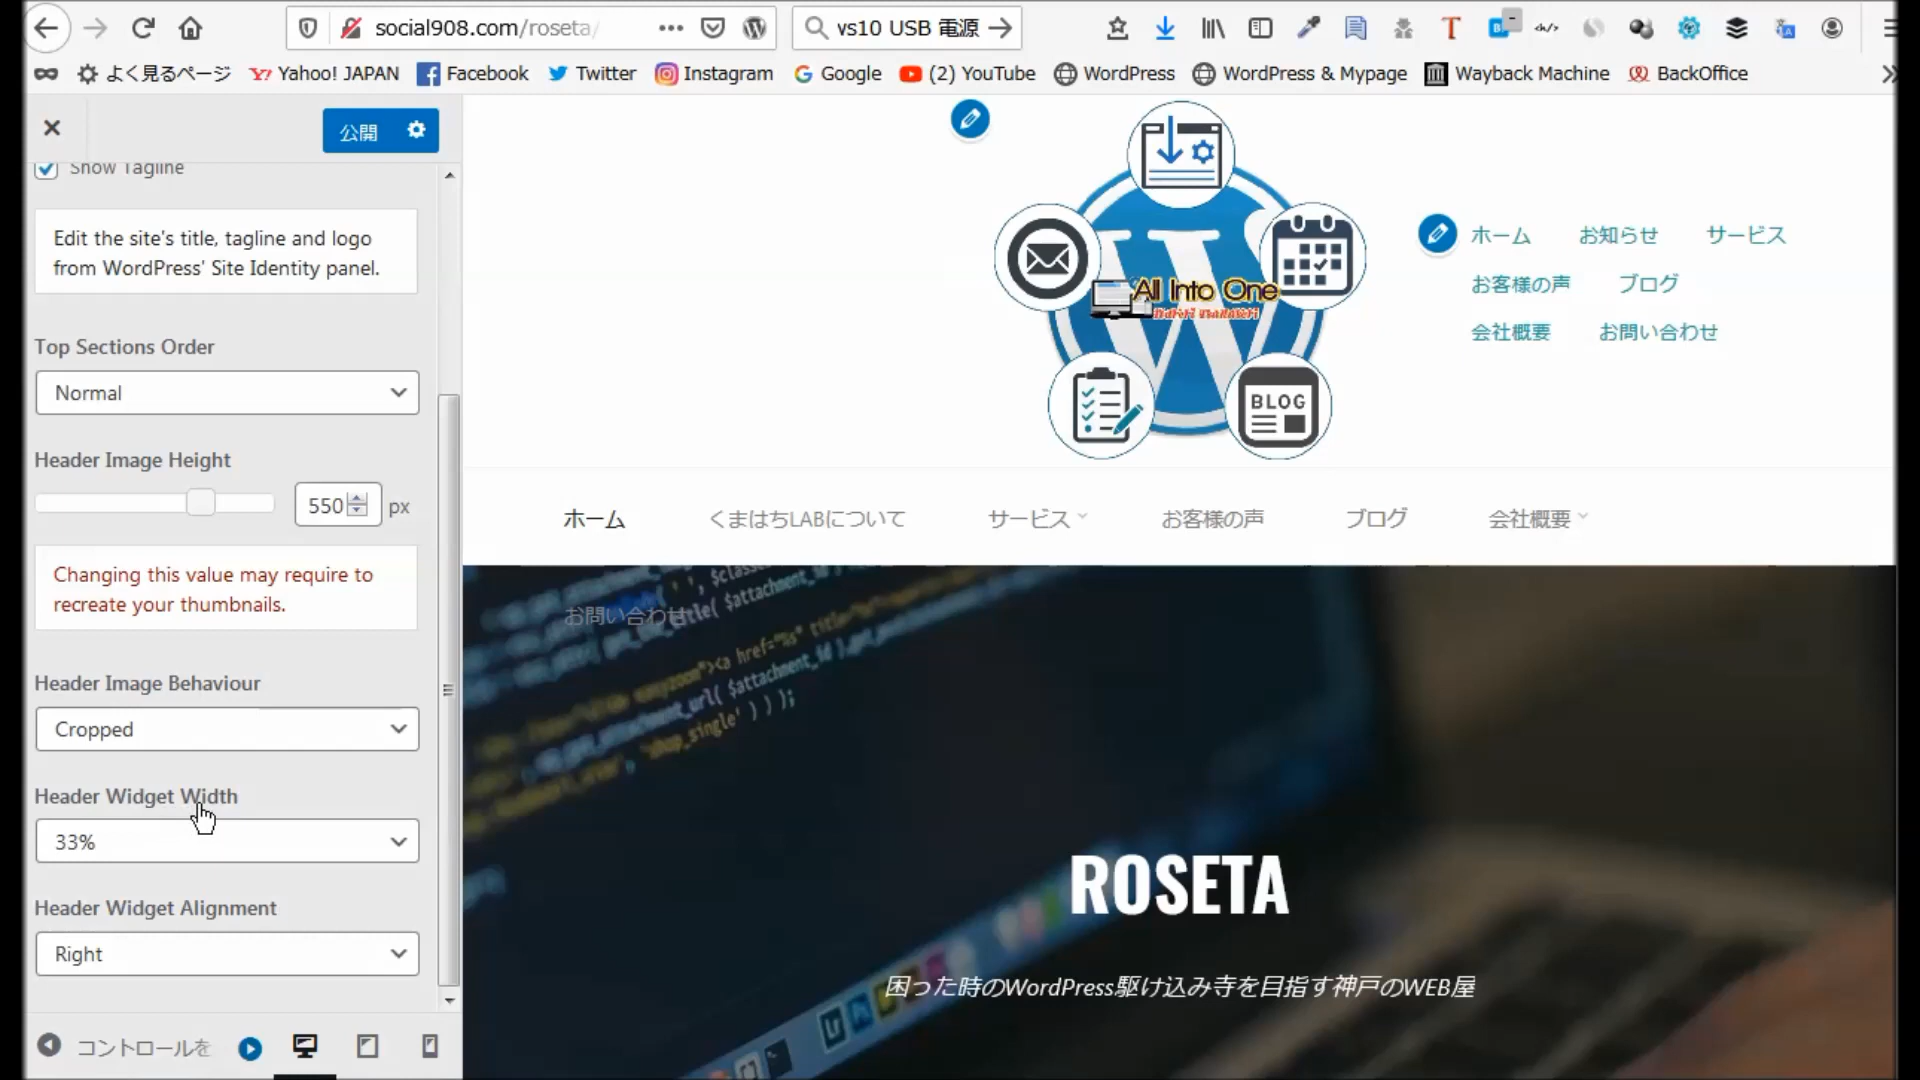 social908.com/roseta/
vs10 USB 電源
よく見るページ
Yahoo! JAPAN
Facebook
Twitter
Instagram
Google
(2) YouTube
WordPress
WordPress & Mypage
Wayback Machine
BackOffice
公開
Show Tagline
Edit the site's title, tagline and logo
from WordPress' Site Identity panel.
Top Sections Order
Normal
Header Image Height
550 px
Changing this value may require to
recreate your thumbnails.
Header Image Behaviour
Cropped
Header Widget Width
33%
Header Widget Alignment
Right
コントロールを
All Into One
BLOG
ホーム お知らせ サービス
お客様の声 ブログ
会社概要 お問い合わせ
ホーム くまはちLABについて サービス お客様の声 ブログ 会社概要
お問い合わせ
title( $attachment_id
<a href="%s" title="
attachment_url( $attachment_id
'shop_single' ) ) );
ROSETA
困った時のWordPress駆け込み寺を目指す神戸のWEB屋